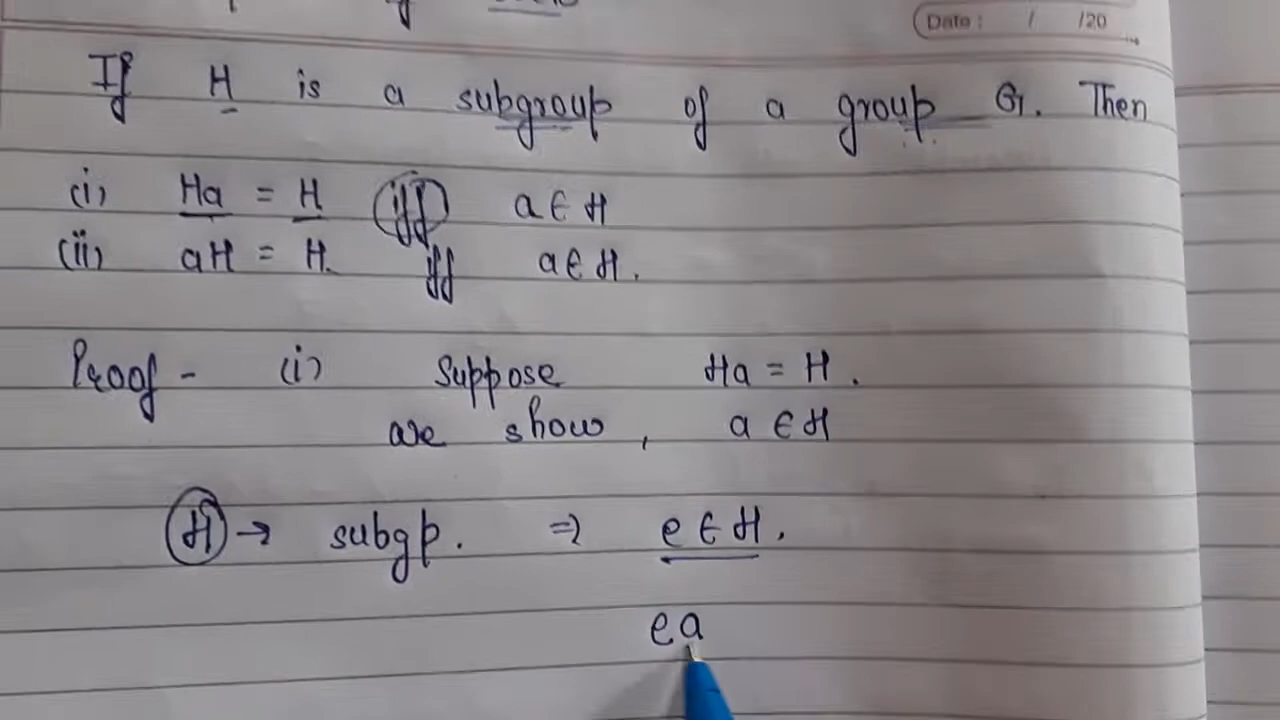 Date : / /20
If H is a subgroup of a group G. Then
(i) Ha = H iff a ∈ H
(ii) aH = H. iff a ∈ H.
Proof - (i) Suppose Ha = H.
are show, a ∈ H
H → subgp. ⇒ e ∈ H.
ea